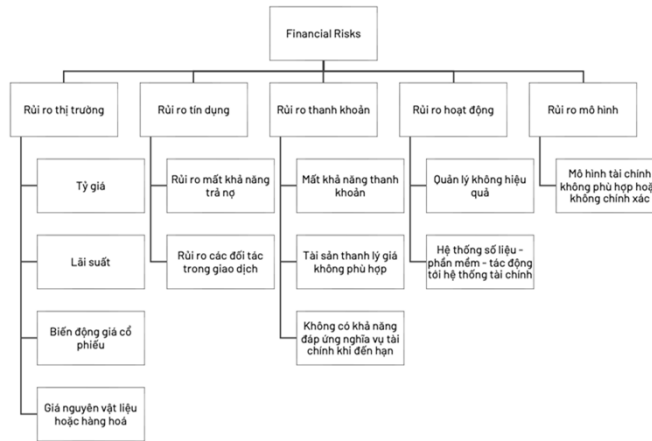 Financial Risks
Rủi ro thị trường
Rủi ro tín dụng
Rủi ro thanh khoản
Rủi ro hoạt động
Rủi ro mô hình
Tỷ giá
Rủi ro mất khả năng
trả nợ
Mất khả năng thanh
khoản
Quản lý không hiệu
quả
Mô hình tài chính
không phù hợp hoặ
không chính xác
Lãi suất
Rủi ro các đối tác
trong giao dịch
Tài sản thanh lý giá
không phù hợp
Hệ thống số liệu -
phần mềm - tác động
tới hệ thống tài chính
Biến động giá cổ
phiếu
Không có khả năng
đáp ứng nghĩa vụ tài
chính khi đến hạn
Giá nguyên vật liệu
hoặc hàng hoá